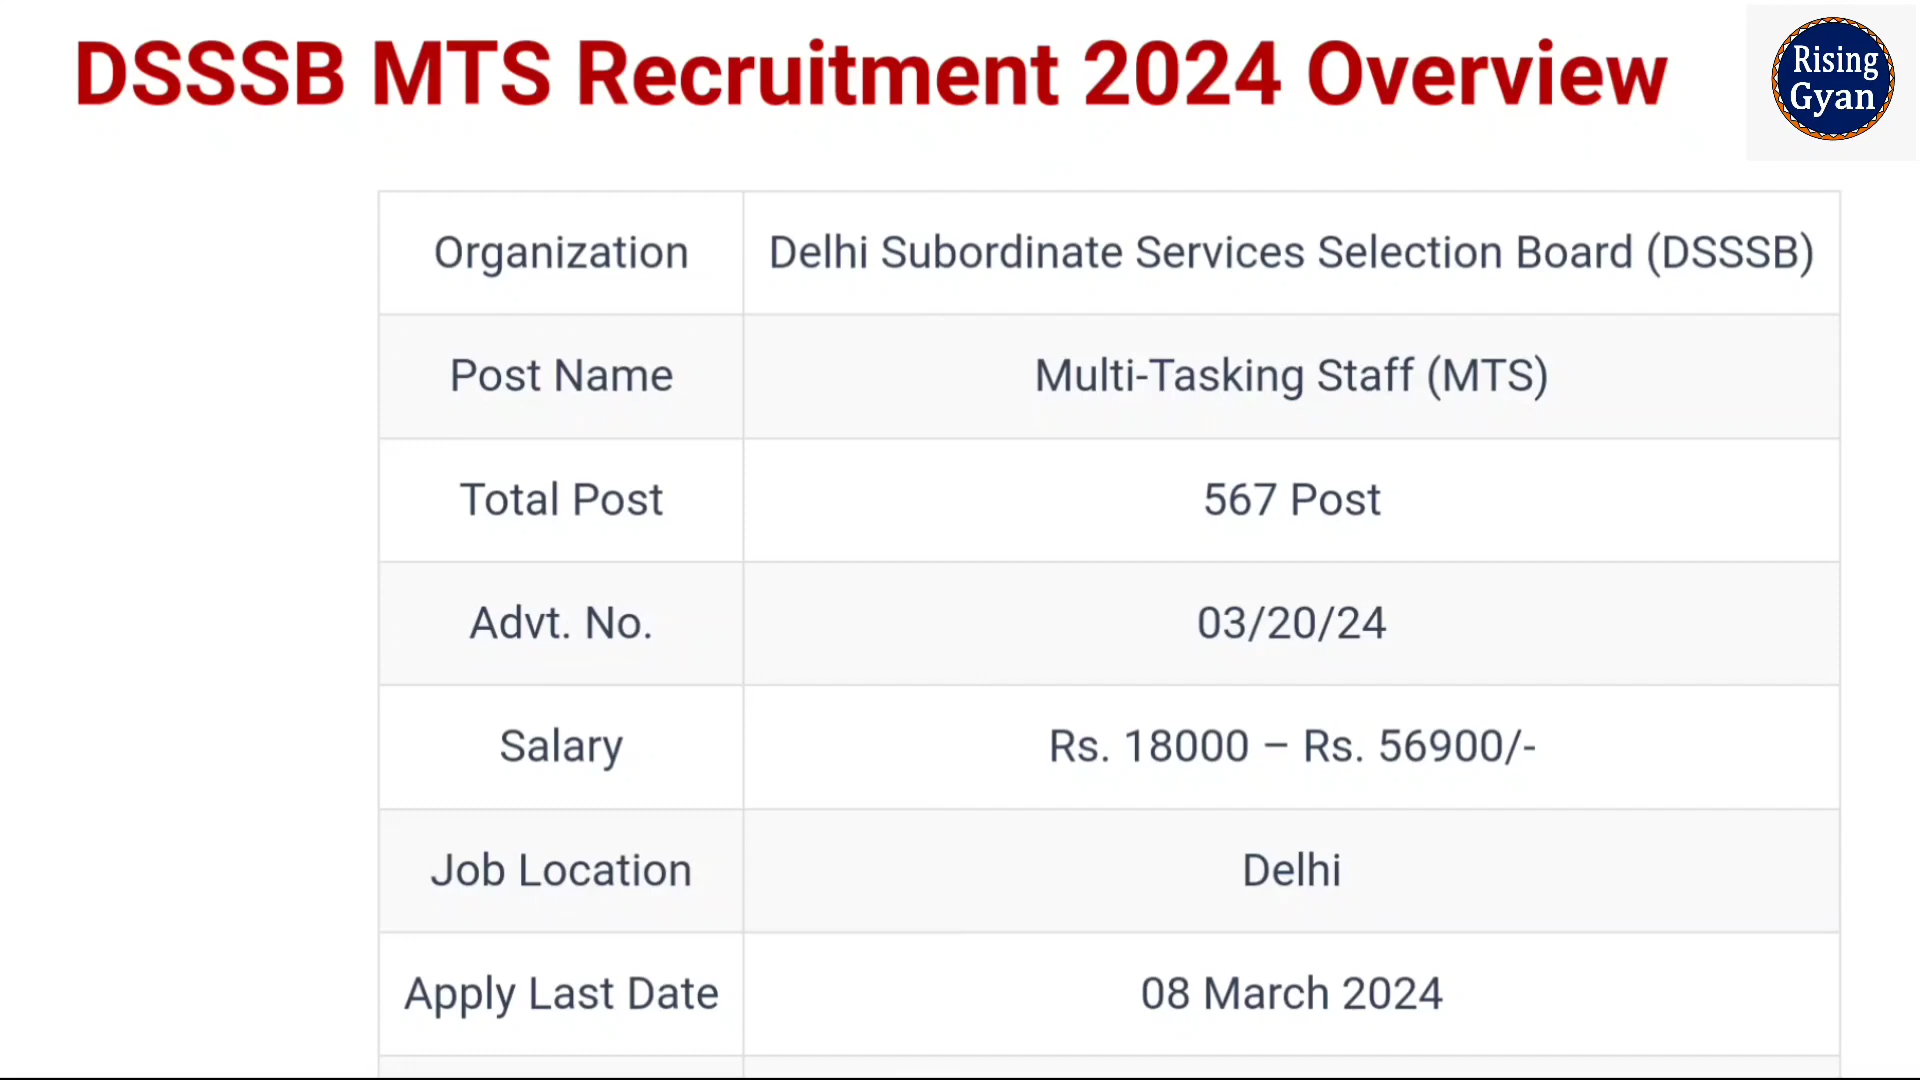 DSSSB MTS Recruitment 2024 Overview
Rising
Gyan
Organization Delhi Subordinate Services Selection Board (DSSSB)
Post Name Multi-Tasking Staff (MTS)
Total Post 567 Post
Advt. No. 03/20/24
Salary Rs. 18000 – Rs. 56900/-
Job Location Delhi
Apply Last Date 08 March 2024